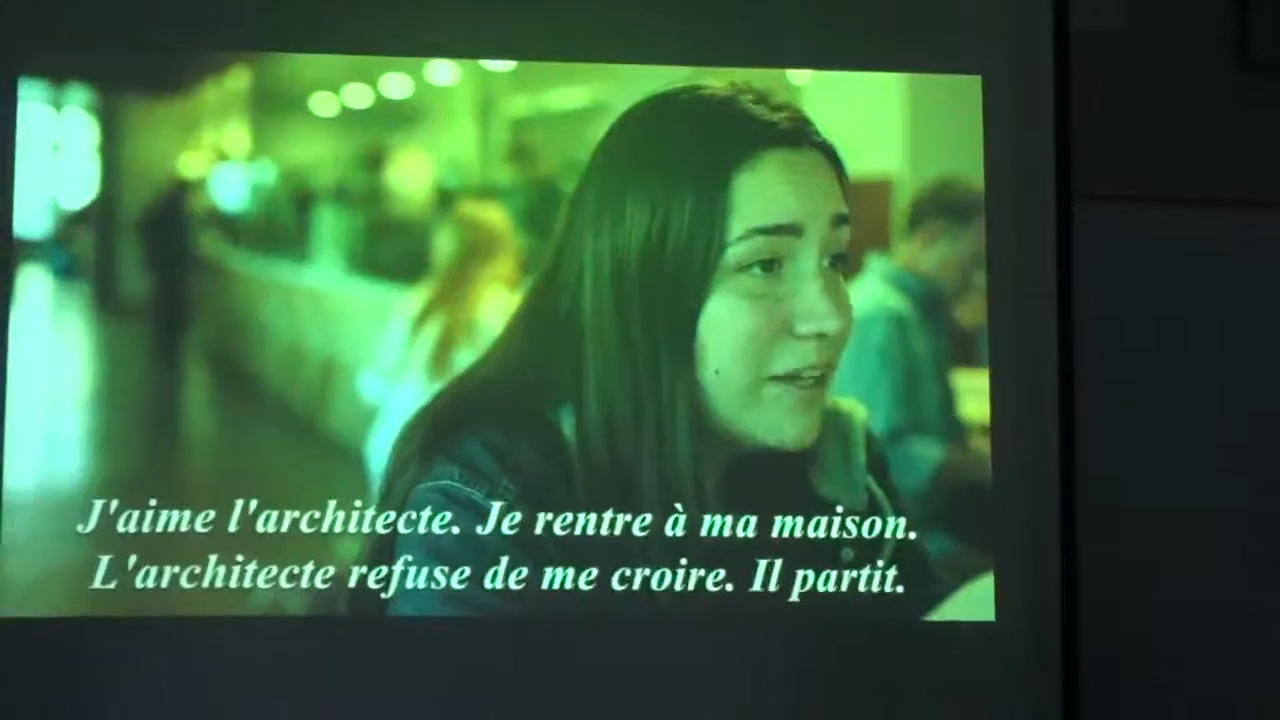 J'aime l'architecte. Je rentre à ma maison.
L'architecte refuse de me croire. Il partit.